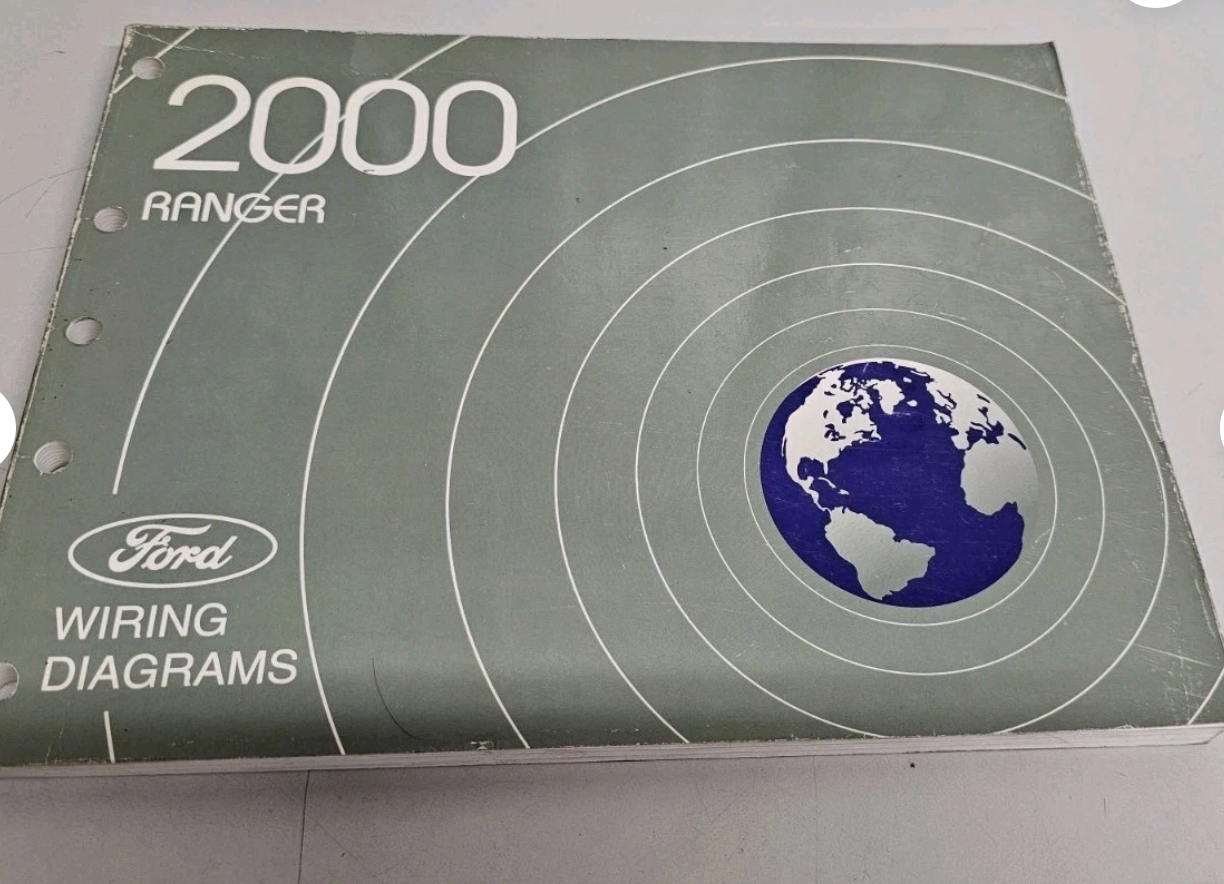 2000
RANGER
Ford
WIRING
DIAGRAMS